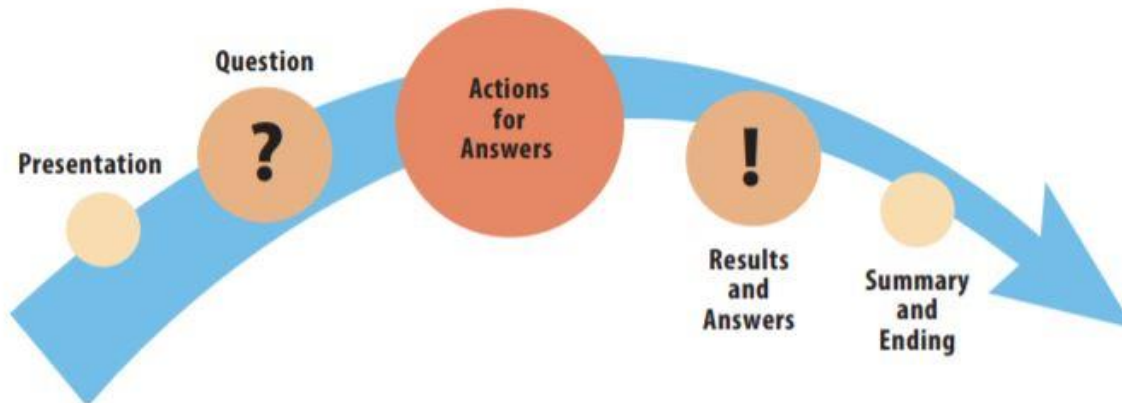 Presentation
Question
?
Actions
for
Answers
!
Results
and
Answers
Summary
and
Ending